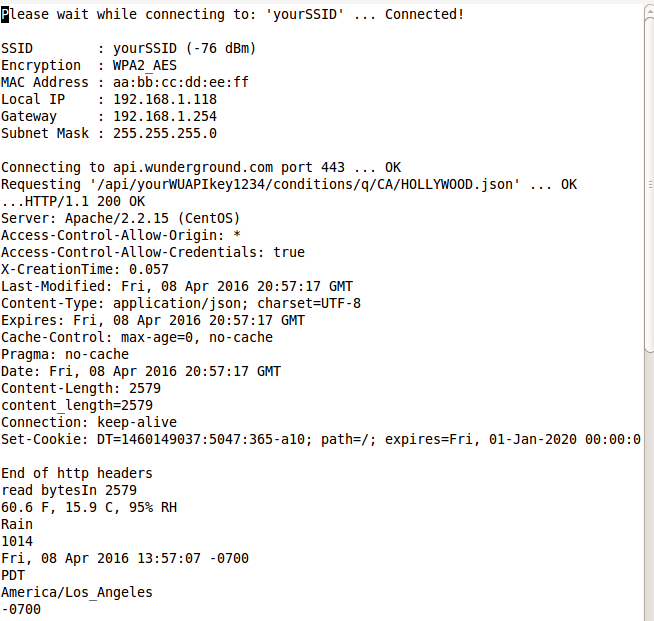 Please wait while connecting to: 'yourSSID' ... Connected!
SSID        : yourSSID (-76 dBm)
Encryption  : WPA2_AES
MAC Address : aa:bb:cc:dd:ee:ff
Local IP    : 192.168.1.118
Gateway     : 192.168.1.254
Subnet Mask : 255.255.255.0
Connecting to api.wunderground.com port 443 ... OK
Requesting '/api/yourWUAPIkey1234/conditions/q/CA/HOLLYWOOD.json' ... OK
...HTTP/1.1 200 OK
Server: Apache/2.2.15 (CentOS)
Access-Control-Allow-Origin: *
Access-Control-Allow-Credentials: true
X-CreationTime: 0.057
Last-Modified: Fri, 08 Apr 2016 20:57:17 GMT
Content-Type: application/json; charset=UTF-8
Expires: Fri, 08 Apr 2016 20:57:17 GMT
Cache-Control: max-age=0, no-cache
Pragma: no-cache
Date: Fri, 08 Apr 2016 20:57:17 GMT
Content-Length: 2579
content_length=2579
Connection: keep-alive
Set-Cookie: DT=1460149037:5047:365-a10; path=/; expires=Fri, 01-Jan-2020 00:00:0
End of http headers
read bytesIn 2579
60.6 F, 15.9 C, 95% RH
Rain
1014
Fri, 08 Apr 2016 13:57:07 -0700
PDT
America/Los_Angeles
-0700